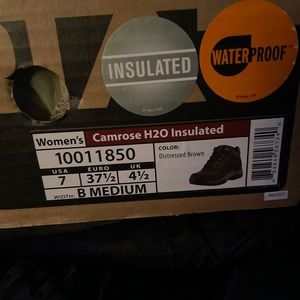 INSULATED
WATERPROOF
Women's Camrose H2O Insulated
10011850
USA EURO UK
7 37½ 4½
WIDTH: B MEDIUM
COLOR:
Distressed Brown